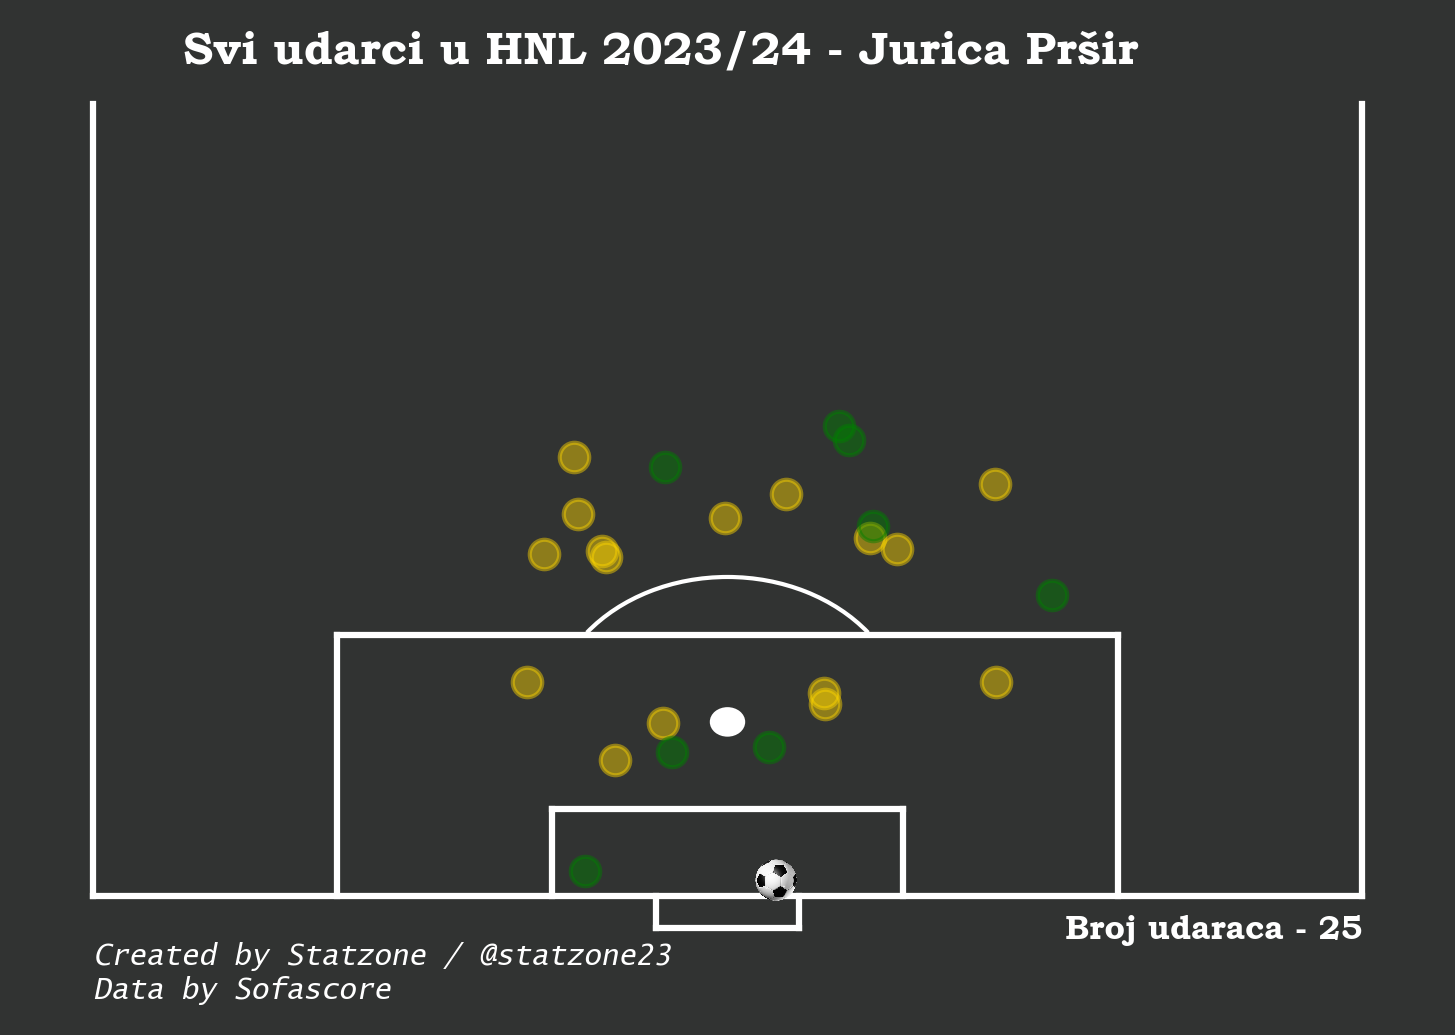 Svi udarci u HNL 2023/24 - Jurica Pršir
Broj udaraca - 25
Created by Statzone / @statzone23
Data by Sofascore